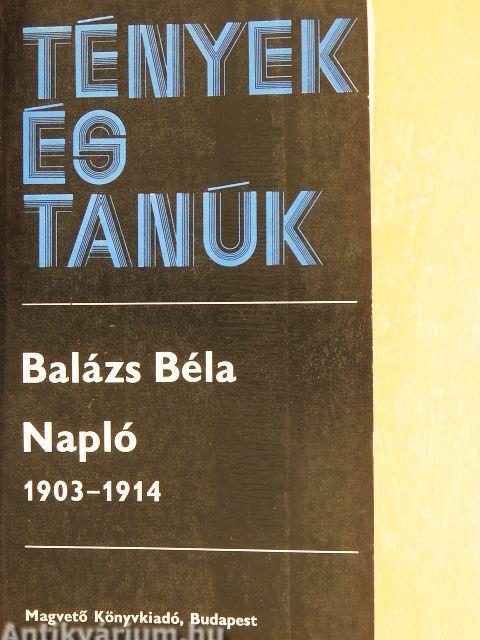 TÉNYEK
ÉS
TANÚK
Balázs Béla
Napló
1903–1914
Magvető Könyvkiadó, Budapest
Antikvarium.hu